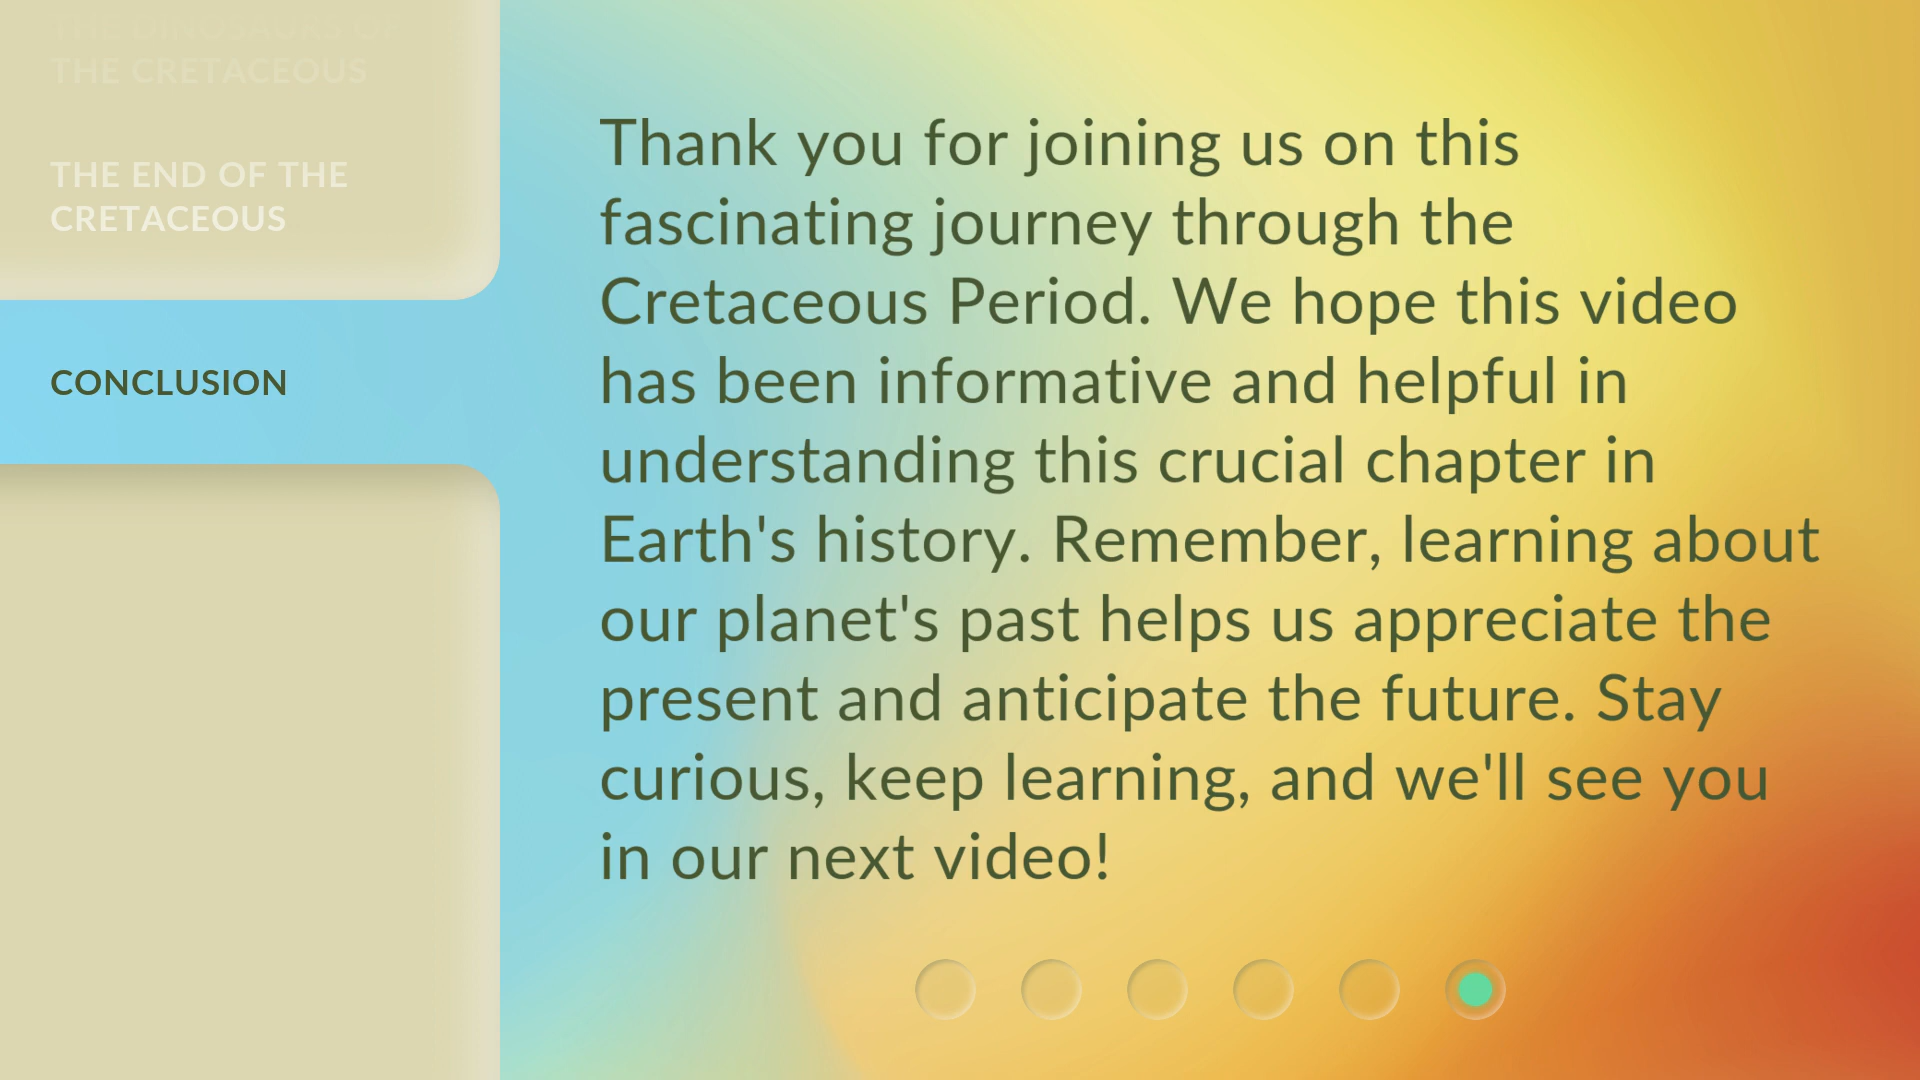 THE DINOSAURS OF
THE CRETACEOUS
THE END OF THE
CRETACEOUS
CONCLUSION
Thank you for joining us on this
fascinating journey through the
Cretaceous Period. We hope this video
has been informative and helpful in
understanding this crucial chapter in
Earth's history. Remember, learning about
our planet's past helps us appreciate the
present and anticipate the future. Stay
curious, keep learning, and we'll see you
in our next video!